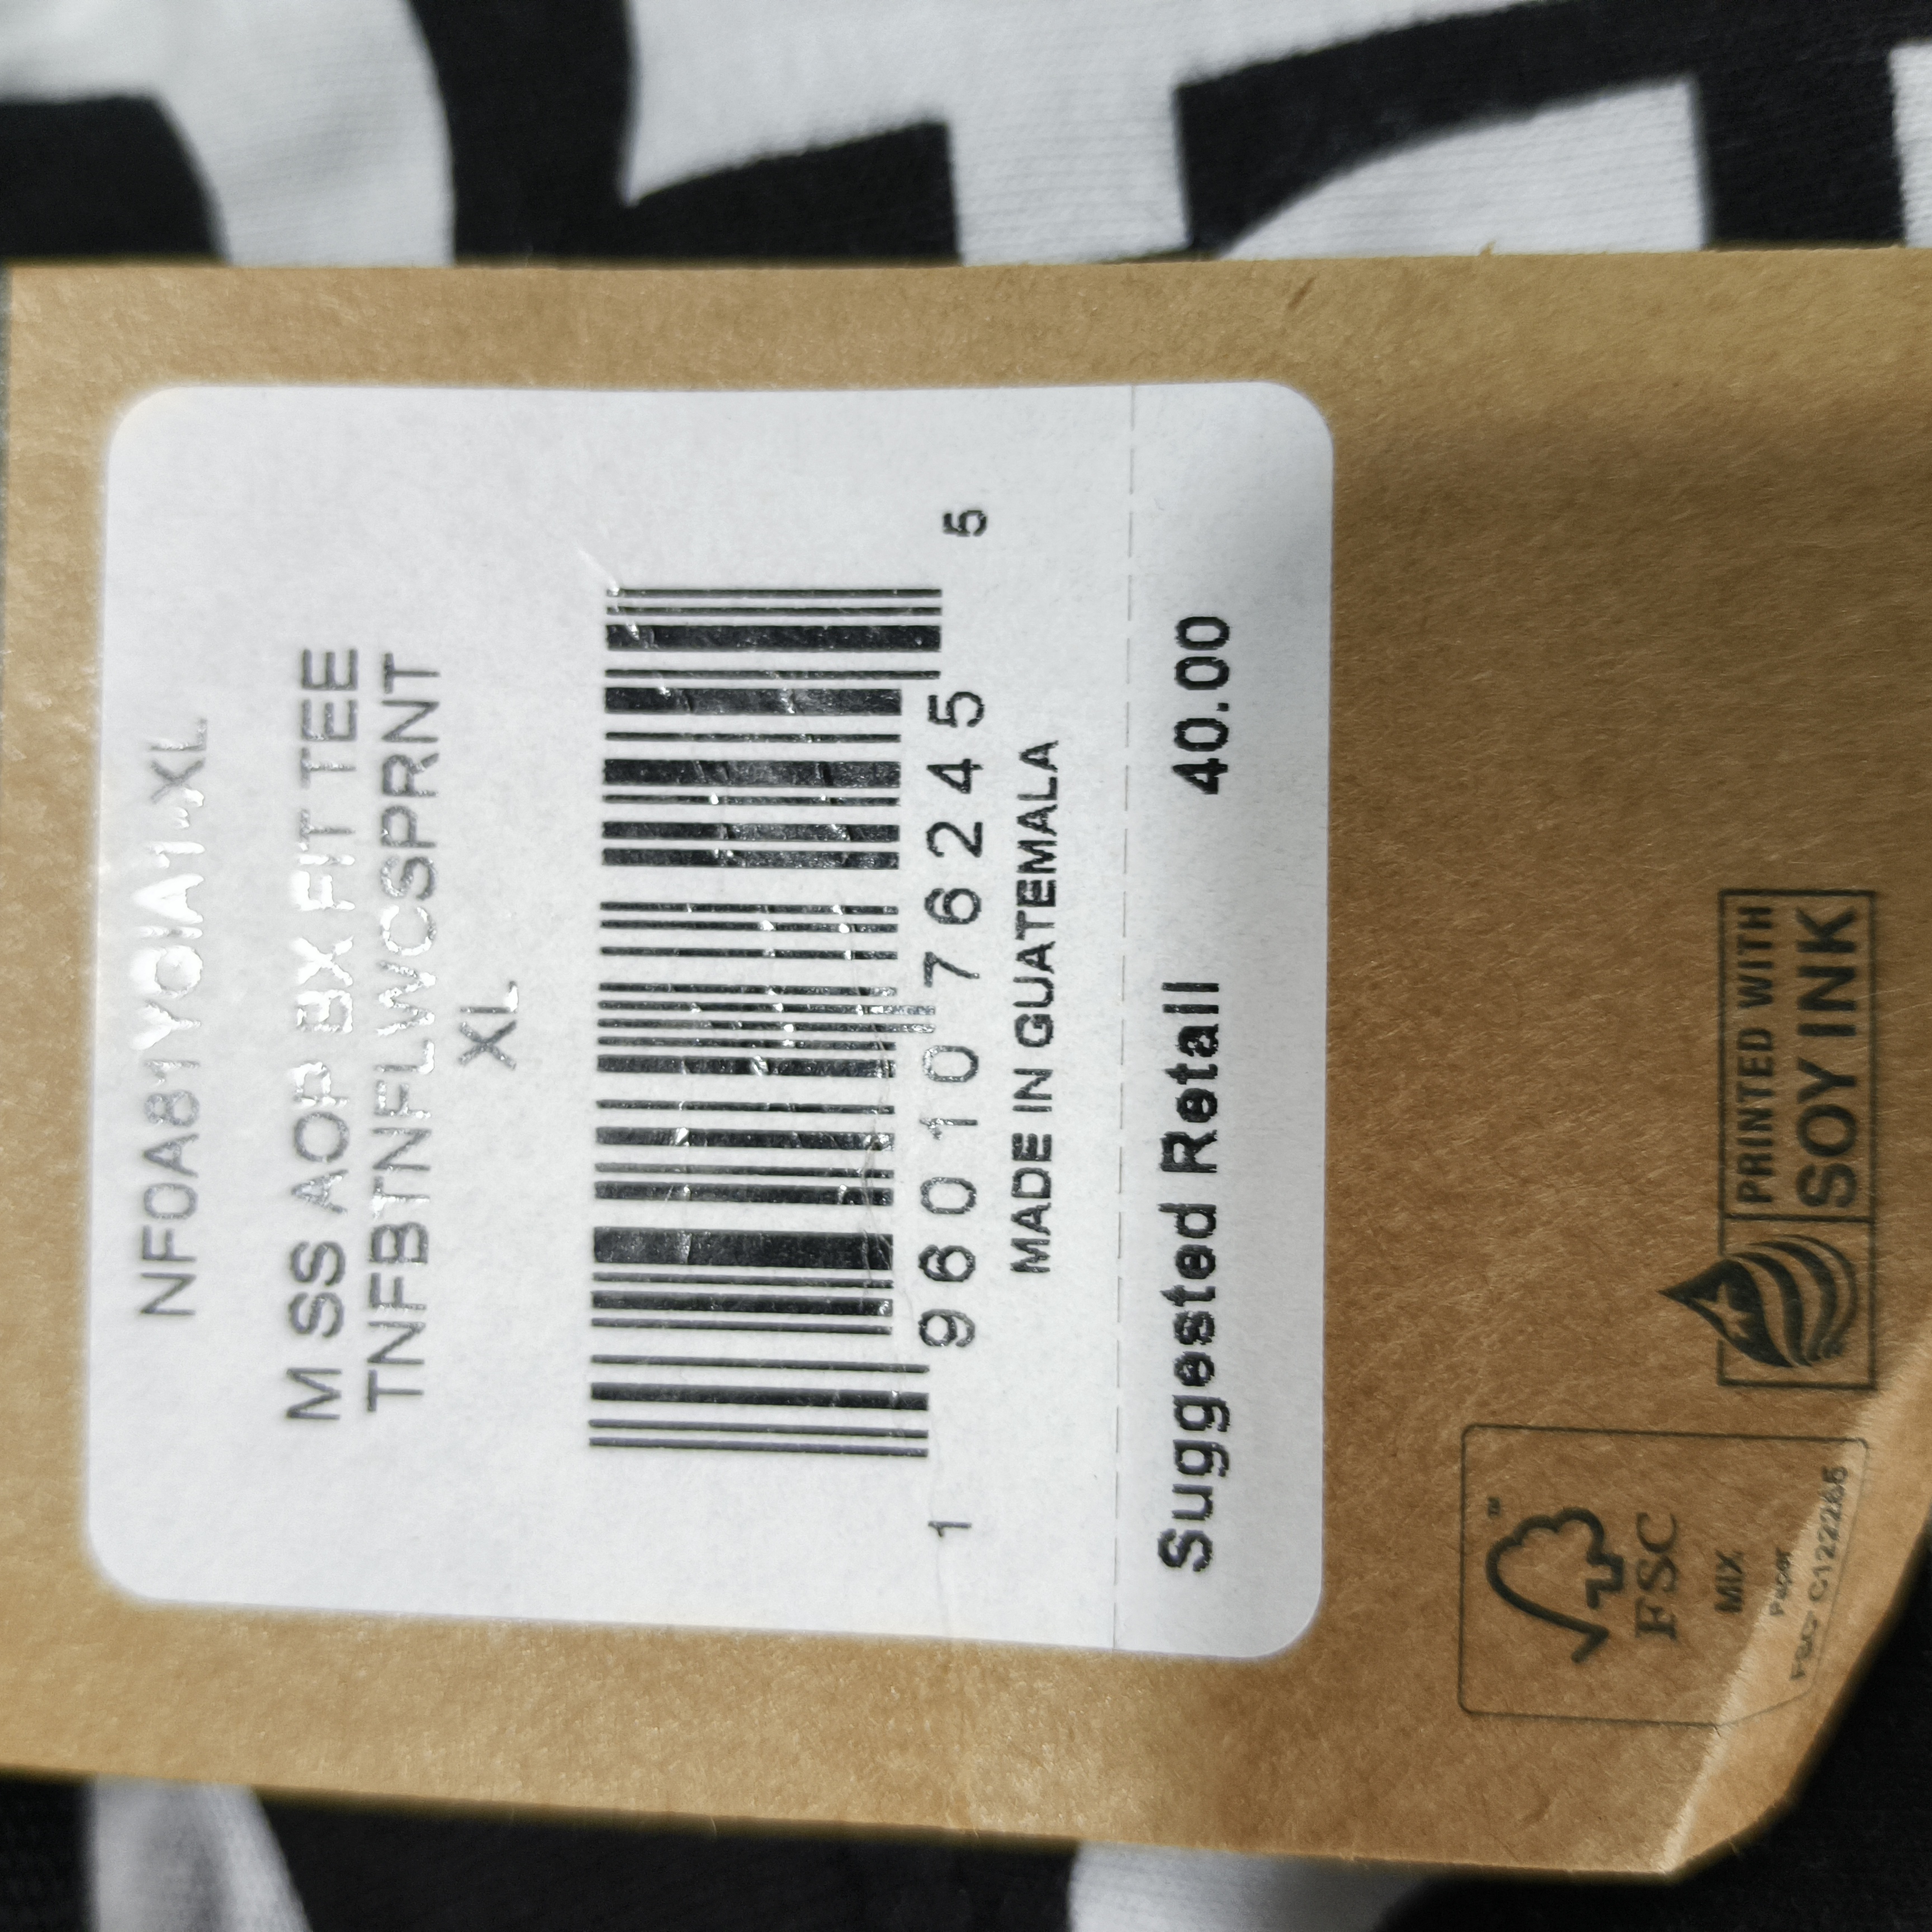 NF0A81YOIA1-XL
M SS AOP BX FIT TEE
TNFBTNFLWCSPRNT
XL
1 96010 76245 5
MADE IN GUATEMALA
Suggested Retail 40.00
FSC™
MIX
Paper
FSC® C122265
PRINTED WITH
SOY INK